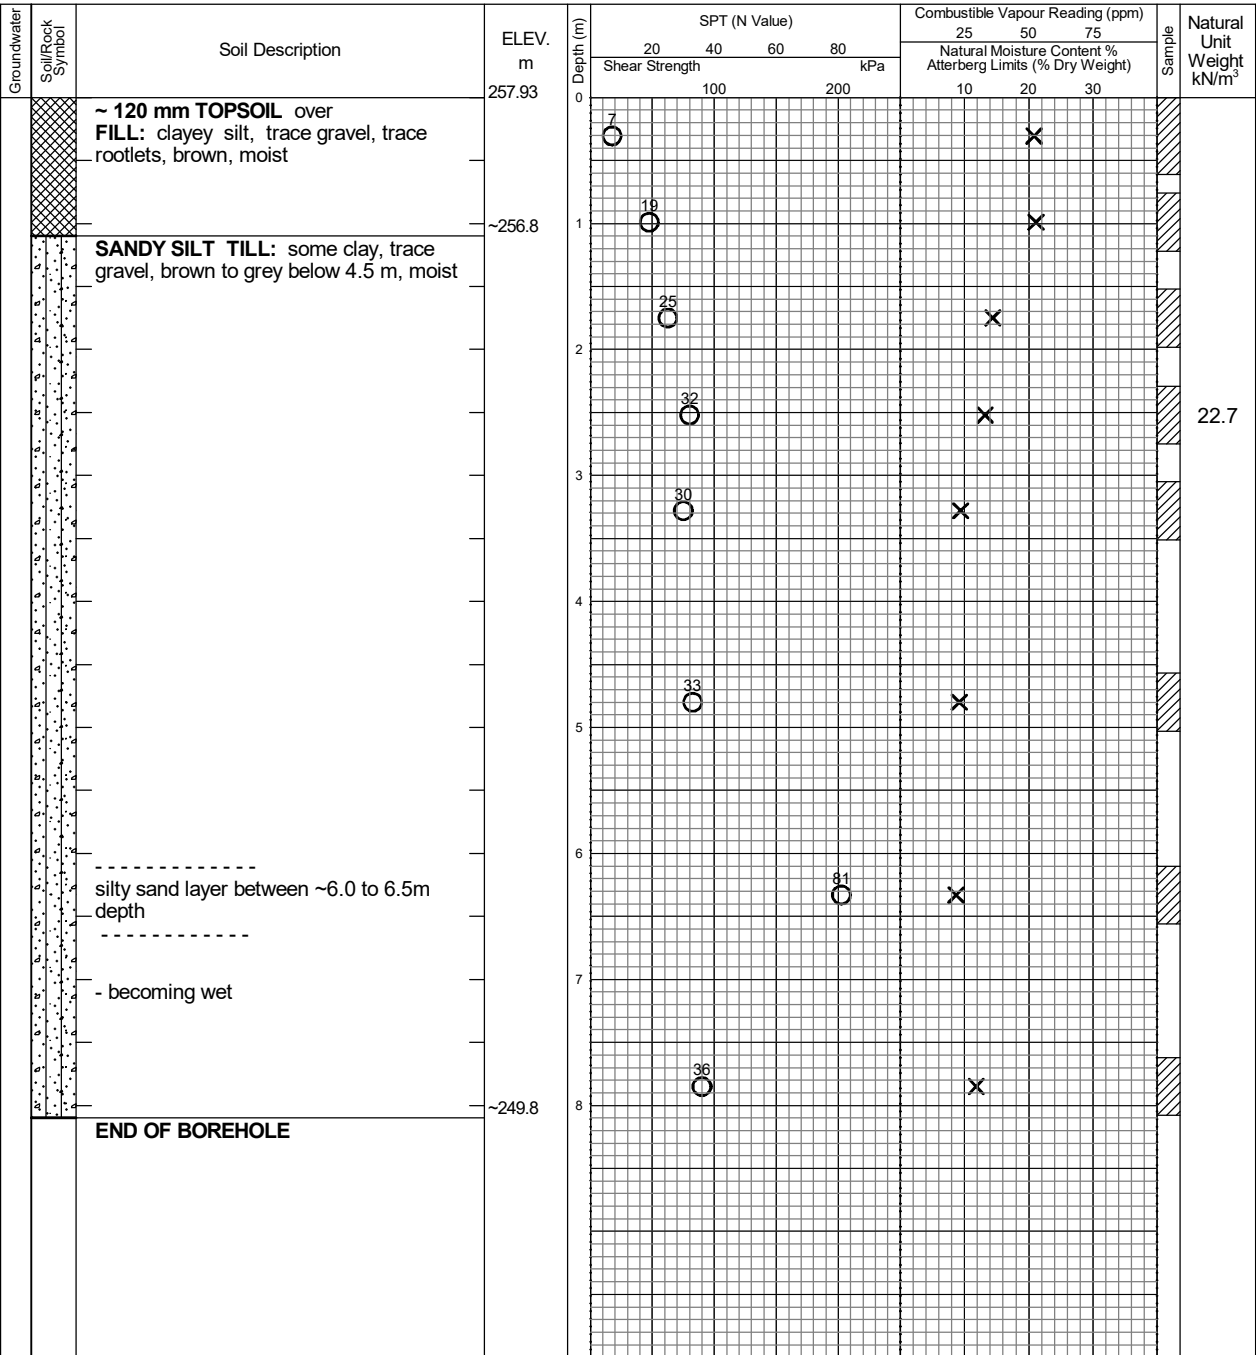 Groundwater
Soil/Rock
Symbol
Soil Description
ELEV.
m
Depth (m)
SPT (N Value)
20 40 60 80
Shear Strength kPa
100 200
Combustible Vapour Reading (ppm)
25 50 75
Natural Moisture Content %
Atterberg Limits (% Dry Weight)
10 20 30
Sample
Natural
Unit
Weight
kN/m³
257.93
0
~ 120 mm TOPSOIL over
FILL: clayey silt, trace gravel, trace
rootlets, brown, moist
7
19
~256.8
1
SANDY SILT TILL: some clay, trace
gravel, brown to grey below 4.5 m, moist
25
2
32
22.7
3
30
4
33
5
6
81
silty sand layer between ~6.0 to 6.5m
depth
7
- becoming wet
36
~249.8
8
END OF BOREHOLE